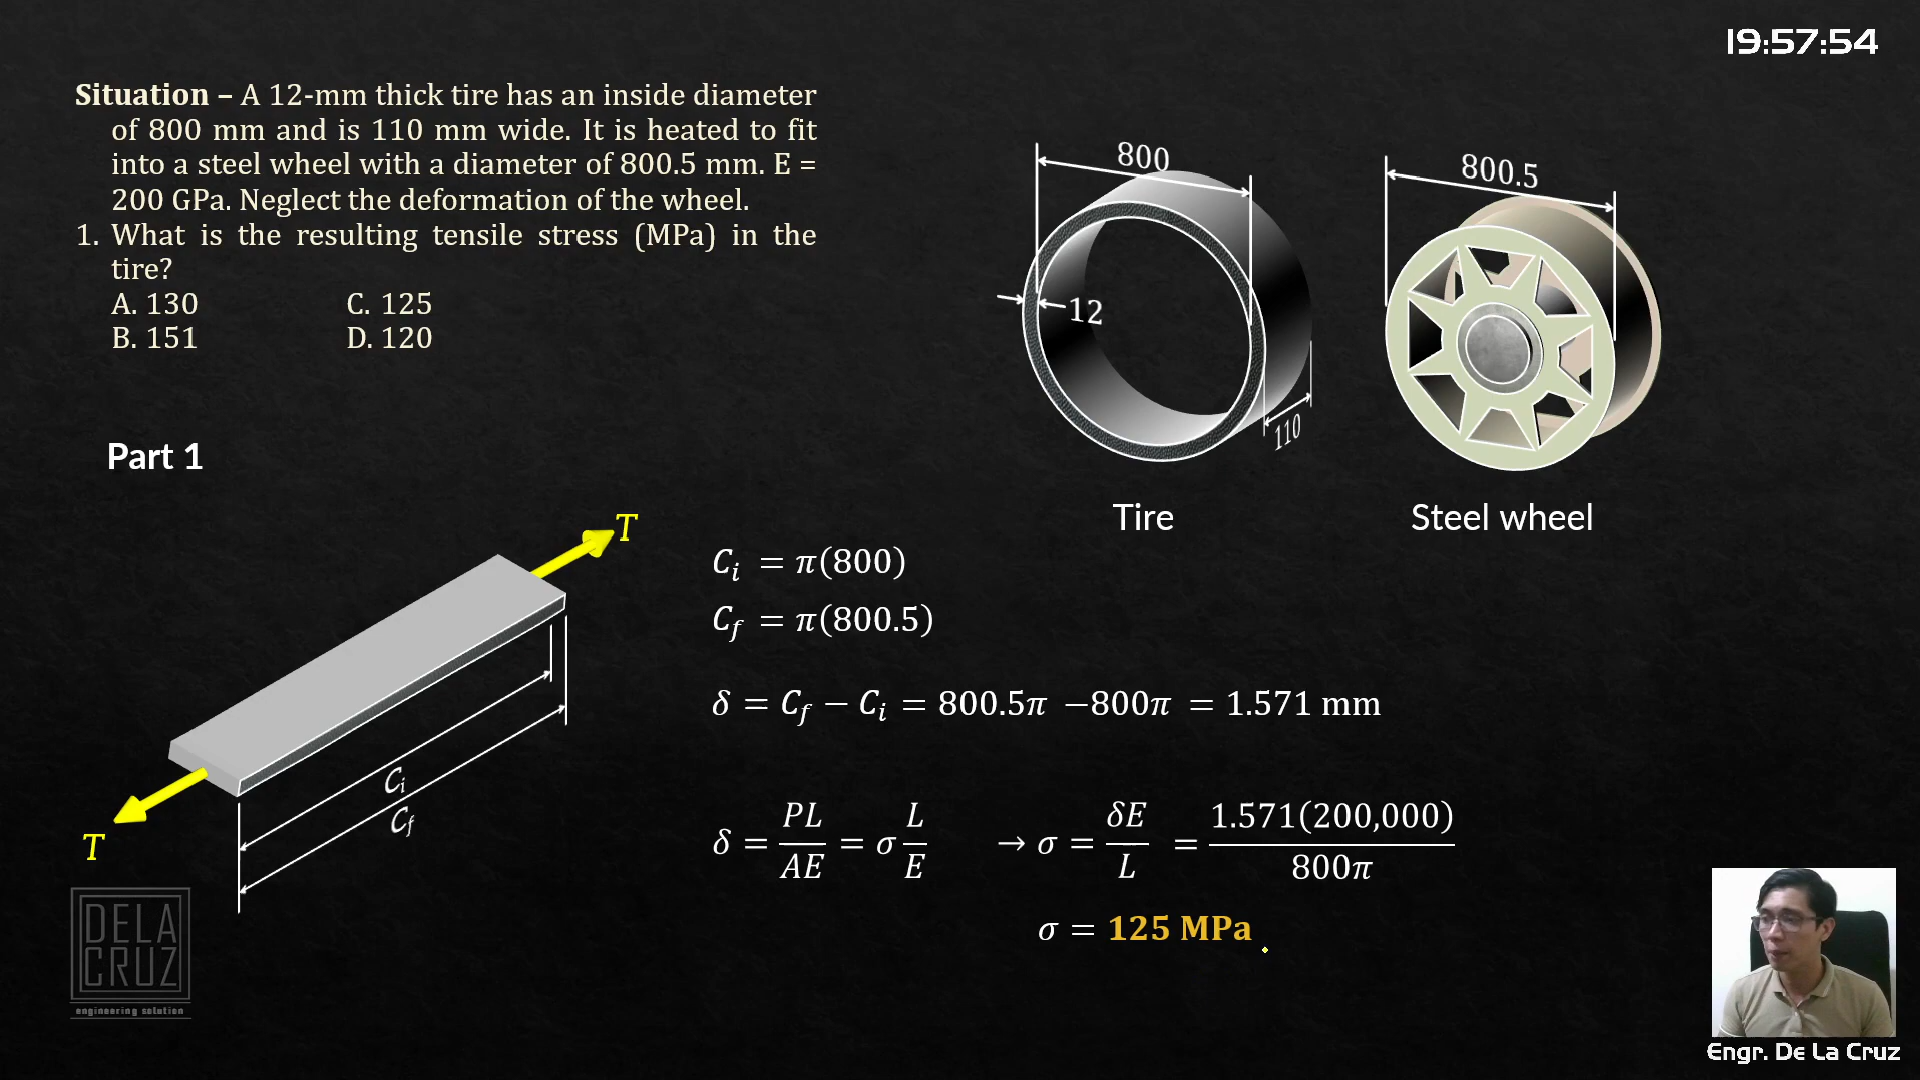 19:57:54
Situation – A 12-mm thick tire has an inside diameter
of 800 mm and is 110 mm wide. It is heated to fit
into a steel wheel with a diameter of 800.5 mm. E =
200 GPa. Neglect the deformation of the wheel.
1. What is the resulting tensile stress (MPa) in the
tire?
A. 130 C. 125
B. 151 D. 120
800
12
110
800.5
Tire
Steel wheel
Part 1
T
T
C_i
C_f
C_i = π(800)
C_f = π(800.5)
δ = C_f − C_i = 800.5π −800π = 1.571 mm
δ = PL/AE = σ L/E → σ = δE/L = 1.571(200,000)/800π
σ = 125 MPa
DELA
CRUZ
engineering solution
Engr. De La Cruz